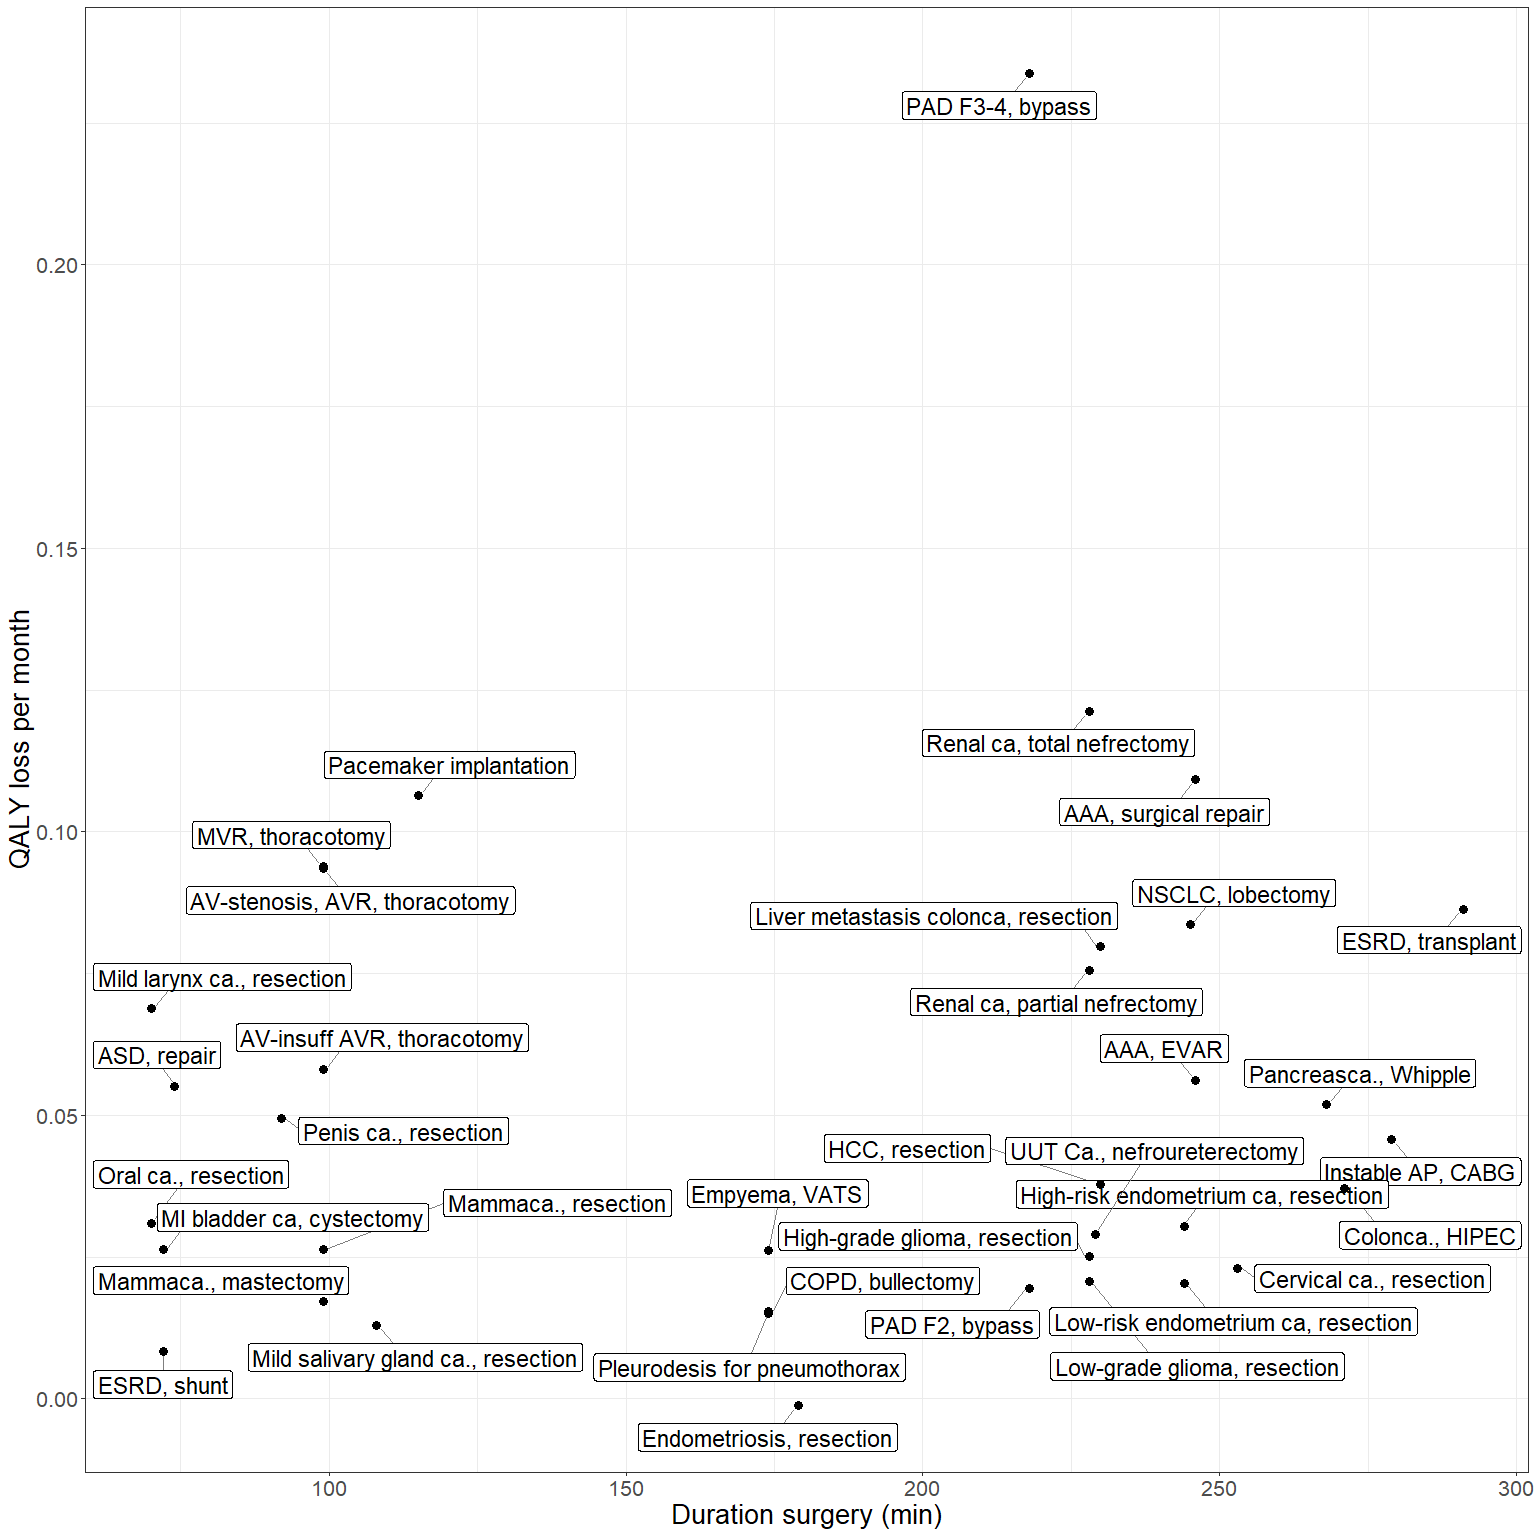 PAD F3-4, bypass
0.20
0.15
QALY loss per month
Renal ca, total nefrectomy
Pacemaker implantation
AAA, surgical repair
MVR, thoracotomy
0.10
AV-stenosis, AVR, thoracotomy
NSCLC, lobectomy
Liver metastasis colonca, resection
ESRD, transplant
Mild larynx ca., resection
Renal ca, partial nefrectomy
AV-insuff AVR, thoracotomy
ASD, repair
AAA, EVAR
Pancreasca., Whipple
0.05
Penis ca., resection
HCC, resection
UUT Ca., nefroureterectomy
Oral ca., resection
Instable AP, CABG
Empyema, VATS
High-risk endometrium ca, resection
Mammaca., resection
MI bladder ca, cystectomy
High-grade glioma, resection
Colonca., HIPEC
Mammaca., mastectomy
COPD, bullectomy
Cervical ca., resection
PAD F2, bypass
Low-risk endometrium ca, resection
Mild salivary gland ca., resection
Pleurodesis for pneumothorax
Low-grade glioma, resection
ESRD, shunt
0.00
Endometriosis, resection
100
150
200
250
300
Duration surgery (min)